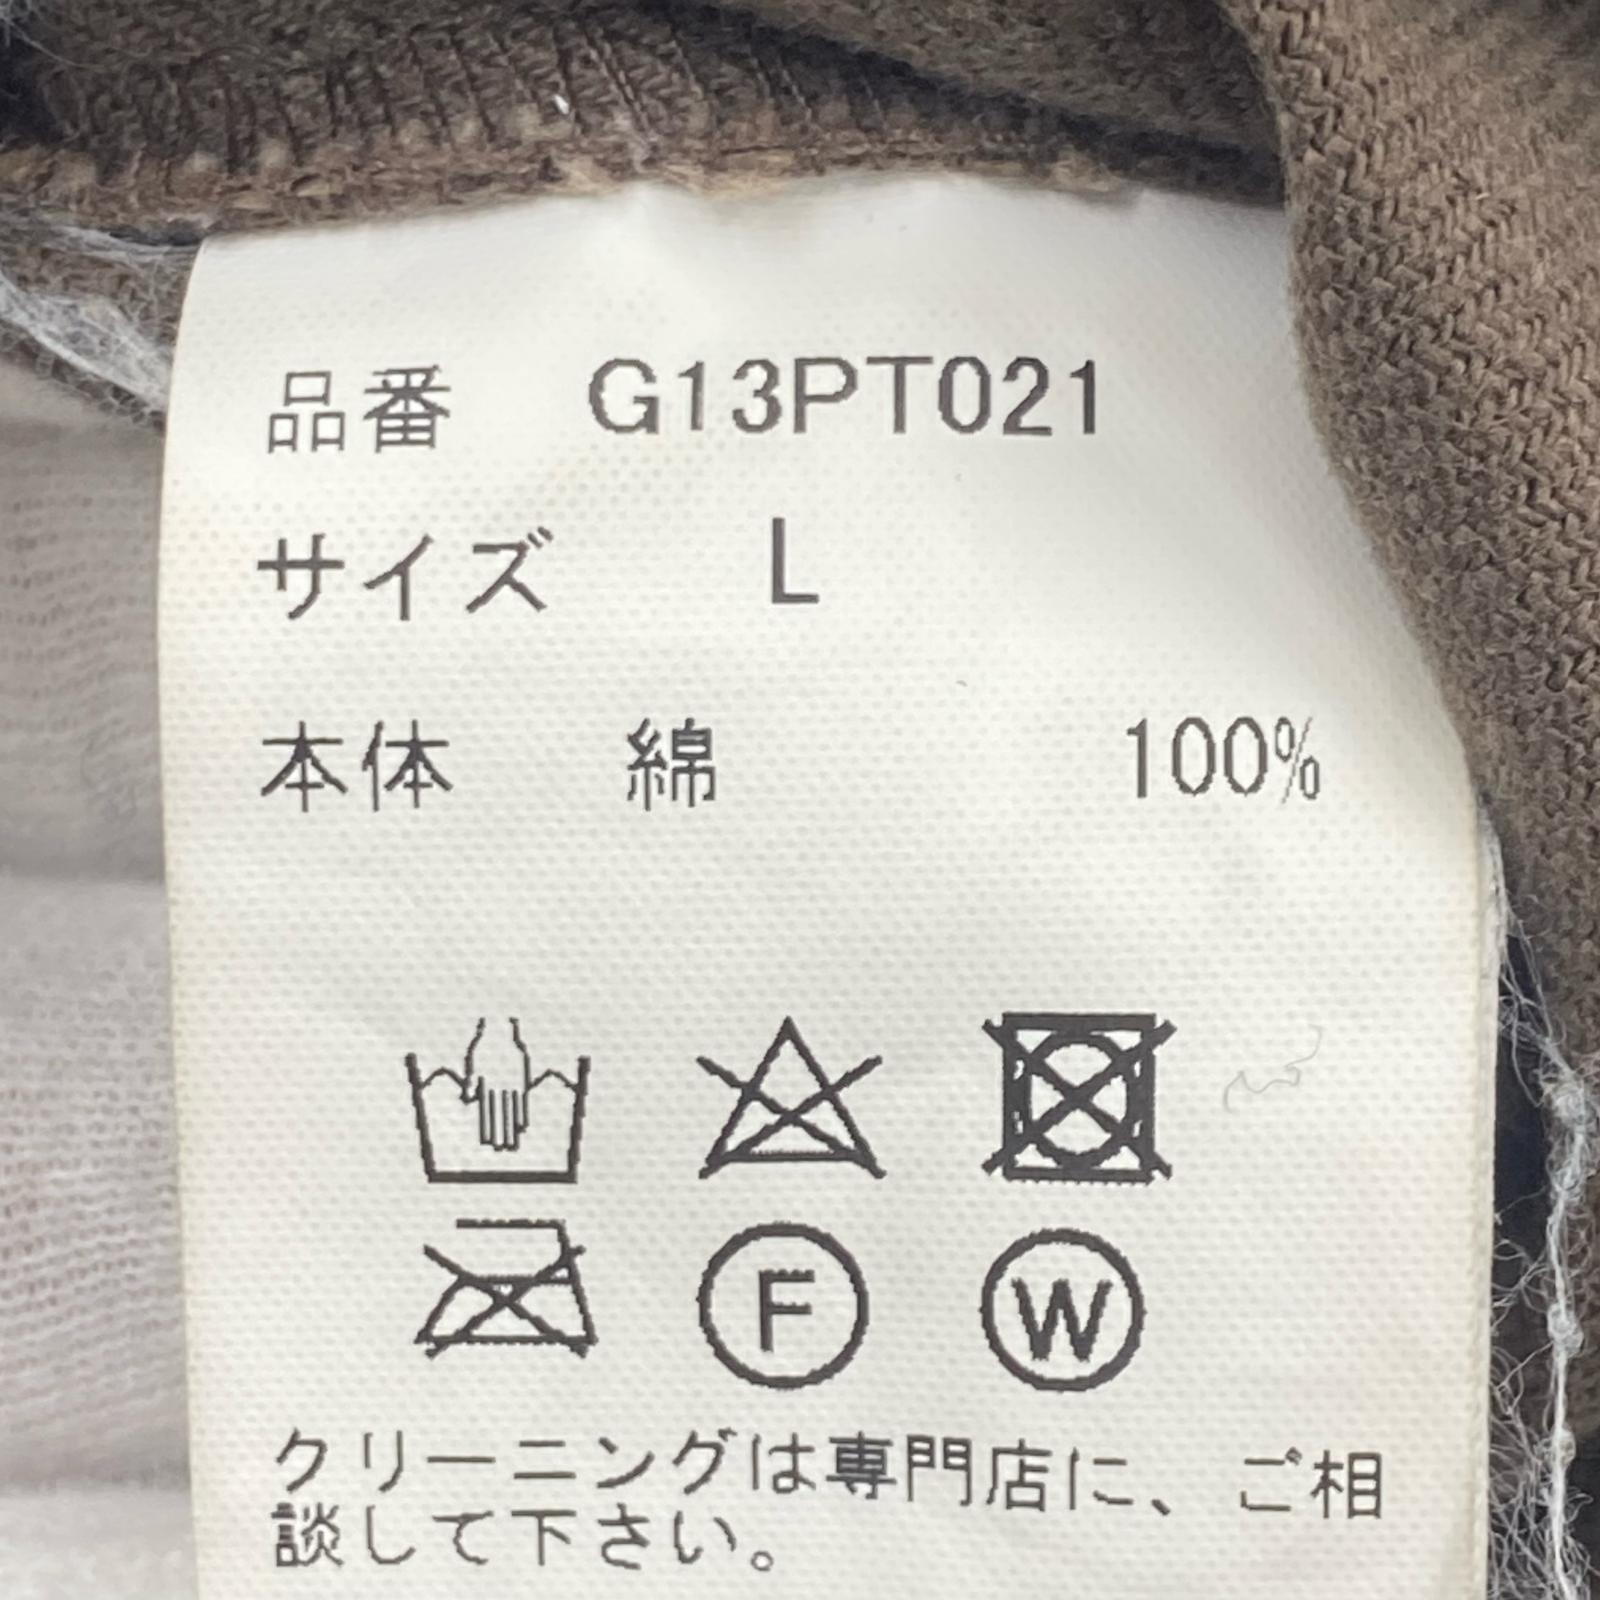 品番 G13PT021
サイズ L
本体 綿 100%
F W
クリーニングは専門店に、ご相
談して下さい。